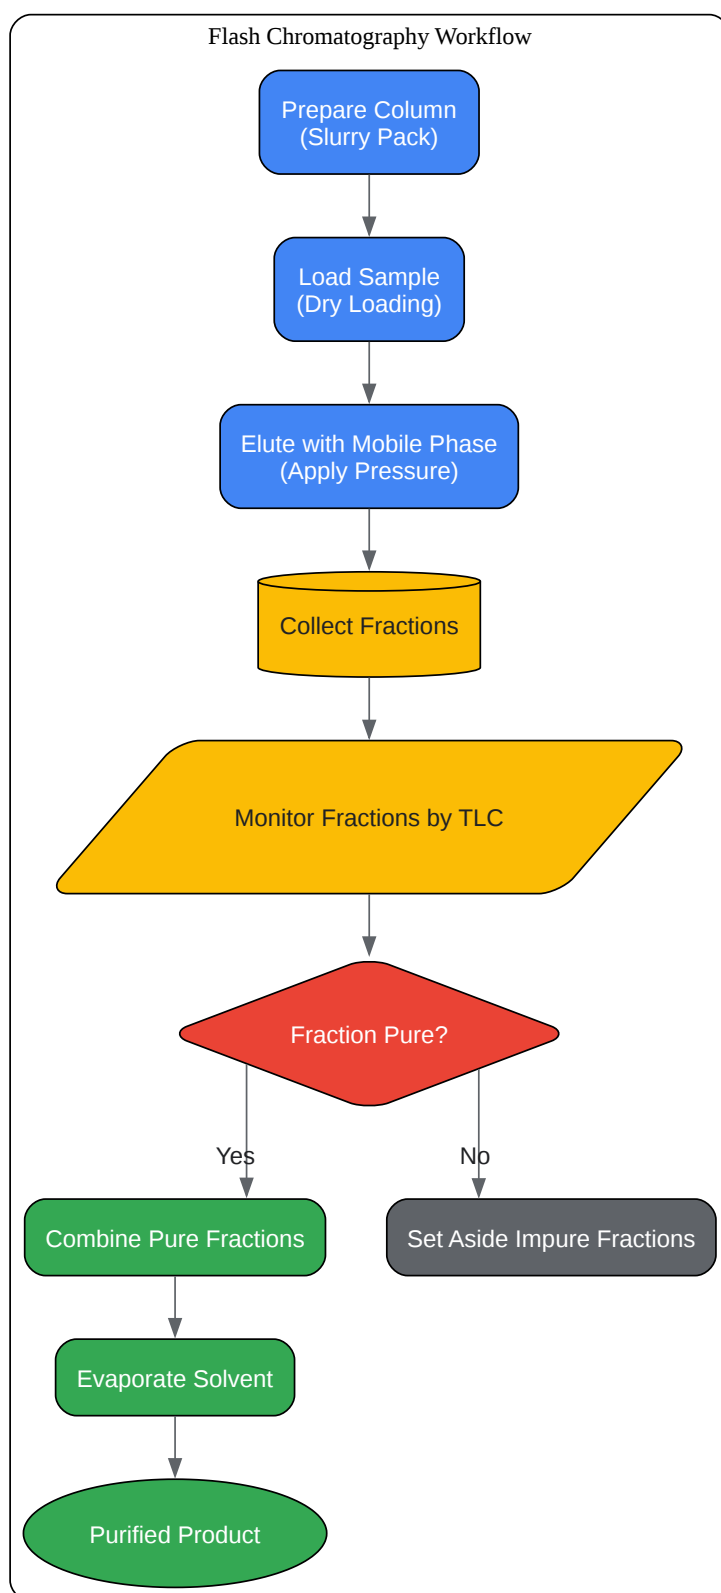 Flash Chromatography Workflow
Prepare Column
(Slurry Pack)
Load Sample
(Dry Loading)
Elute with Mobile Phase
(Apply Pressure)
Collect Fractions
Monitor Fractions by TLC
Fraction Pure?
Yes
No
Combine Pure Fractions
Set Aside Impure Fractions
Evaporate Solvent
Purified Product